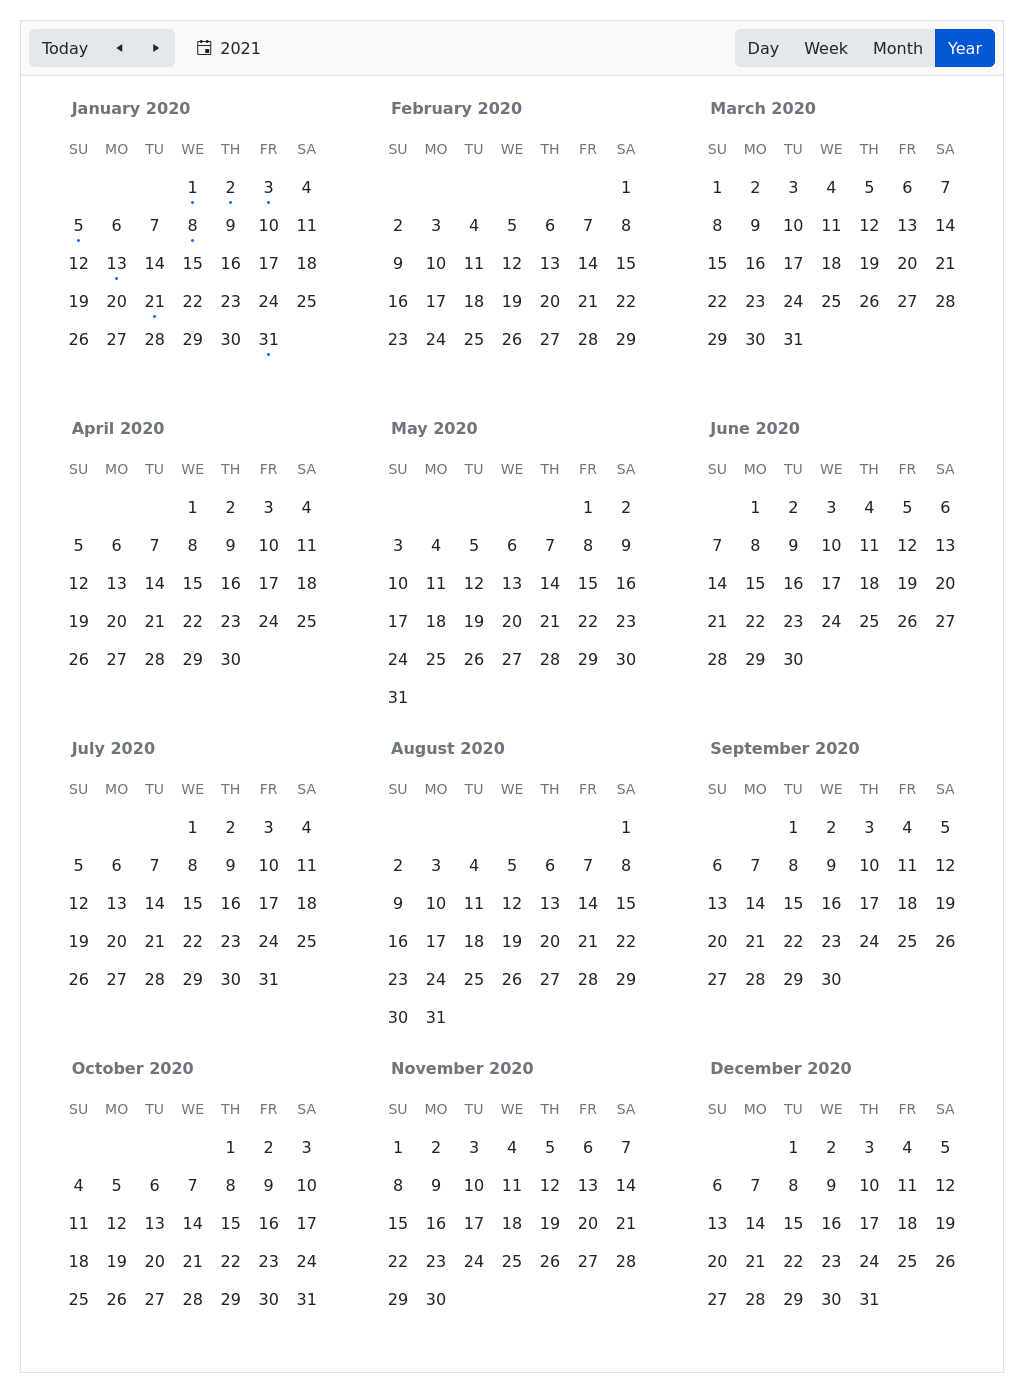 Today 2021 Day Week Month Year
January 2020 February 2020 March 2020
SU MO TU WE TH FR SA SU MO TU WE TH FR SA SU MO TU WE TH FR SA
1 2 3 4 1 1 2 3 4 5 6 7
5 6 7 8 9 10 11 2 3 4 5 6 7 8 8 9 10 11 12 13 14
12 13 14 15 16 17 18 9 10 11 12 13 14 15 15 16 17 18 19 20 21
19 20 21 22 23 24 25 16 17 18 19 20 21 22 22 23 24 25 26 27 28
26 27 28 29 30 31 23 24 25 26 27 28 29 29 30 31
April 2020 May 2020 June 2020
SU MO TU WE TH FR SA SU MO TU WE TH FR SA SU MO TU WE TH FR SA
1 2 3 4 1 2 1 2 3 4 5 6
5 6 7 8 9 10 11 3 4 5 6 7 8 9 7 8 9 10 11 12 13
12 13 14 15 16 17 18 10 11 12 13 14 15 16 14 15 16 17 18 19 20
19 20 21 22 23 24 25 17 18 19 20 21 22 23 21 22 23 24 25 26 27
26 27 28 29 30 24 25 26 27 28 29 30 28 29 30
31
July 2020 August 2020 September 2020
SU MO TU WE TH FR SA SU MO TU WE TH FR SA SU MO TU WE TH FR SA
1 2 3 4 1 1 2 3 4 5
5 6 7 8 9 10 11 2 3 4 5 6 7 8 6 7 8 9 10 11 12
12 13 14 15 16 17 18 9 10 11 12 13 14 15 13 14 15 16 17 18 19
19 20 21 22 23 24 25 16 17 18 19 20 21 22 20 21 22 23 24 25 26
26 27 28 29 30 31 23 24 25 26 27 28 29 27 28 29 30
30 31
October 2020 November 2020 December 2020
SU MO TU WE TH FR SA SU MO TU WE TH FR SA SU MO TU WE TH FR SA
1 2 3 1 2 3 4 5 6 7 1 2 3 4 5
4 5 6 7 8 9 10 8 9 10 11 12 13 14 6 7 8 9 10 11 12
11 12 13 14 15 16 17 15 16 17 18 19 20 21 13 14 15 16 17 18 19
18 19 20 21 22 23 24 22 23 24 25 26 27 28 20 21 22 23 24 25 26
25 26 27 28 29 30 31 29 30 27 28 29 30 31